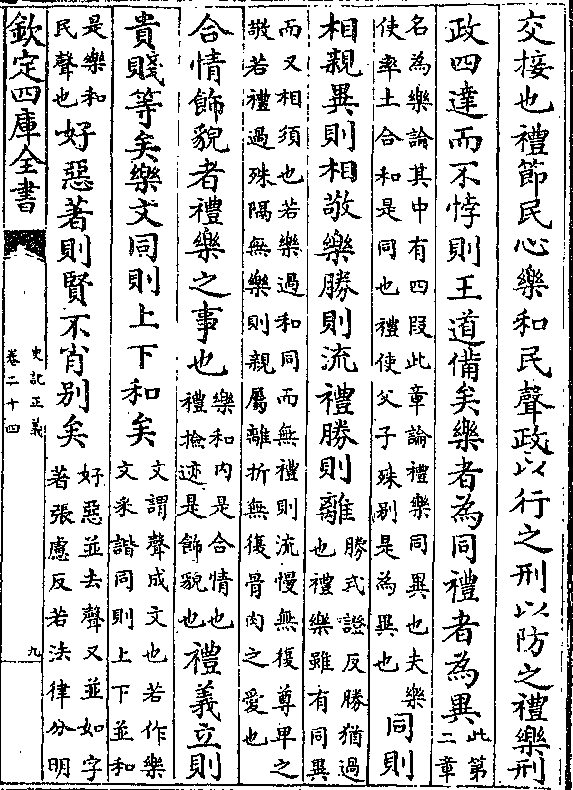 交接也禮節民心樂和民聲政以行之刑以防之禮樂刑
政四達而不悖則王道備矣樂者為同禮者為異此第二章
名為樂論其中有四段此章論禮樂同異也夫樂
使率土合和是同也禮使父子殊別是為異也同則
相親異則相敬樂勝則流禮勝則離勝式證反勝猶過
也禮樂雖有同異
而又相須也若樂過和同而無禮則流慢無復尊卑之
敬若禮過殊隔無樂則親屬離折無復骨肉之愛也
合情飾貌者禮樂之事也樂和內是合情也
禮撿迹是飾貌也禮義立則
貴賤等矣樂文同則上下和矣文謂聲成文也若作樂
文采諧同則上下並和
是樂和
民聲也好惡著則賢不肖別矣好惡並去聲又並如字
著張慮反若法律分明
欽定四庫全書
史記正義
卷二十四
九